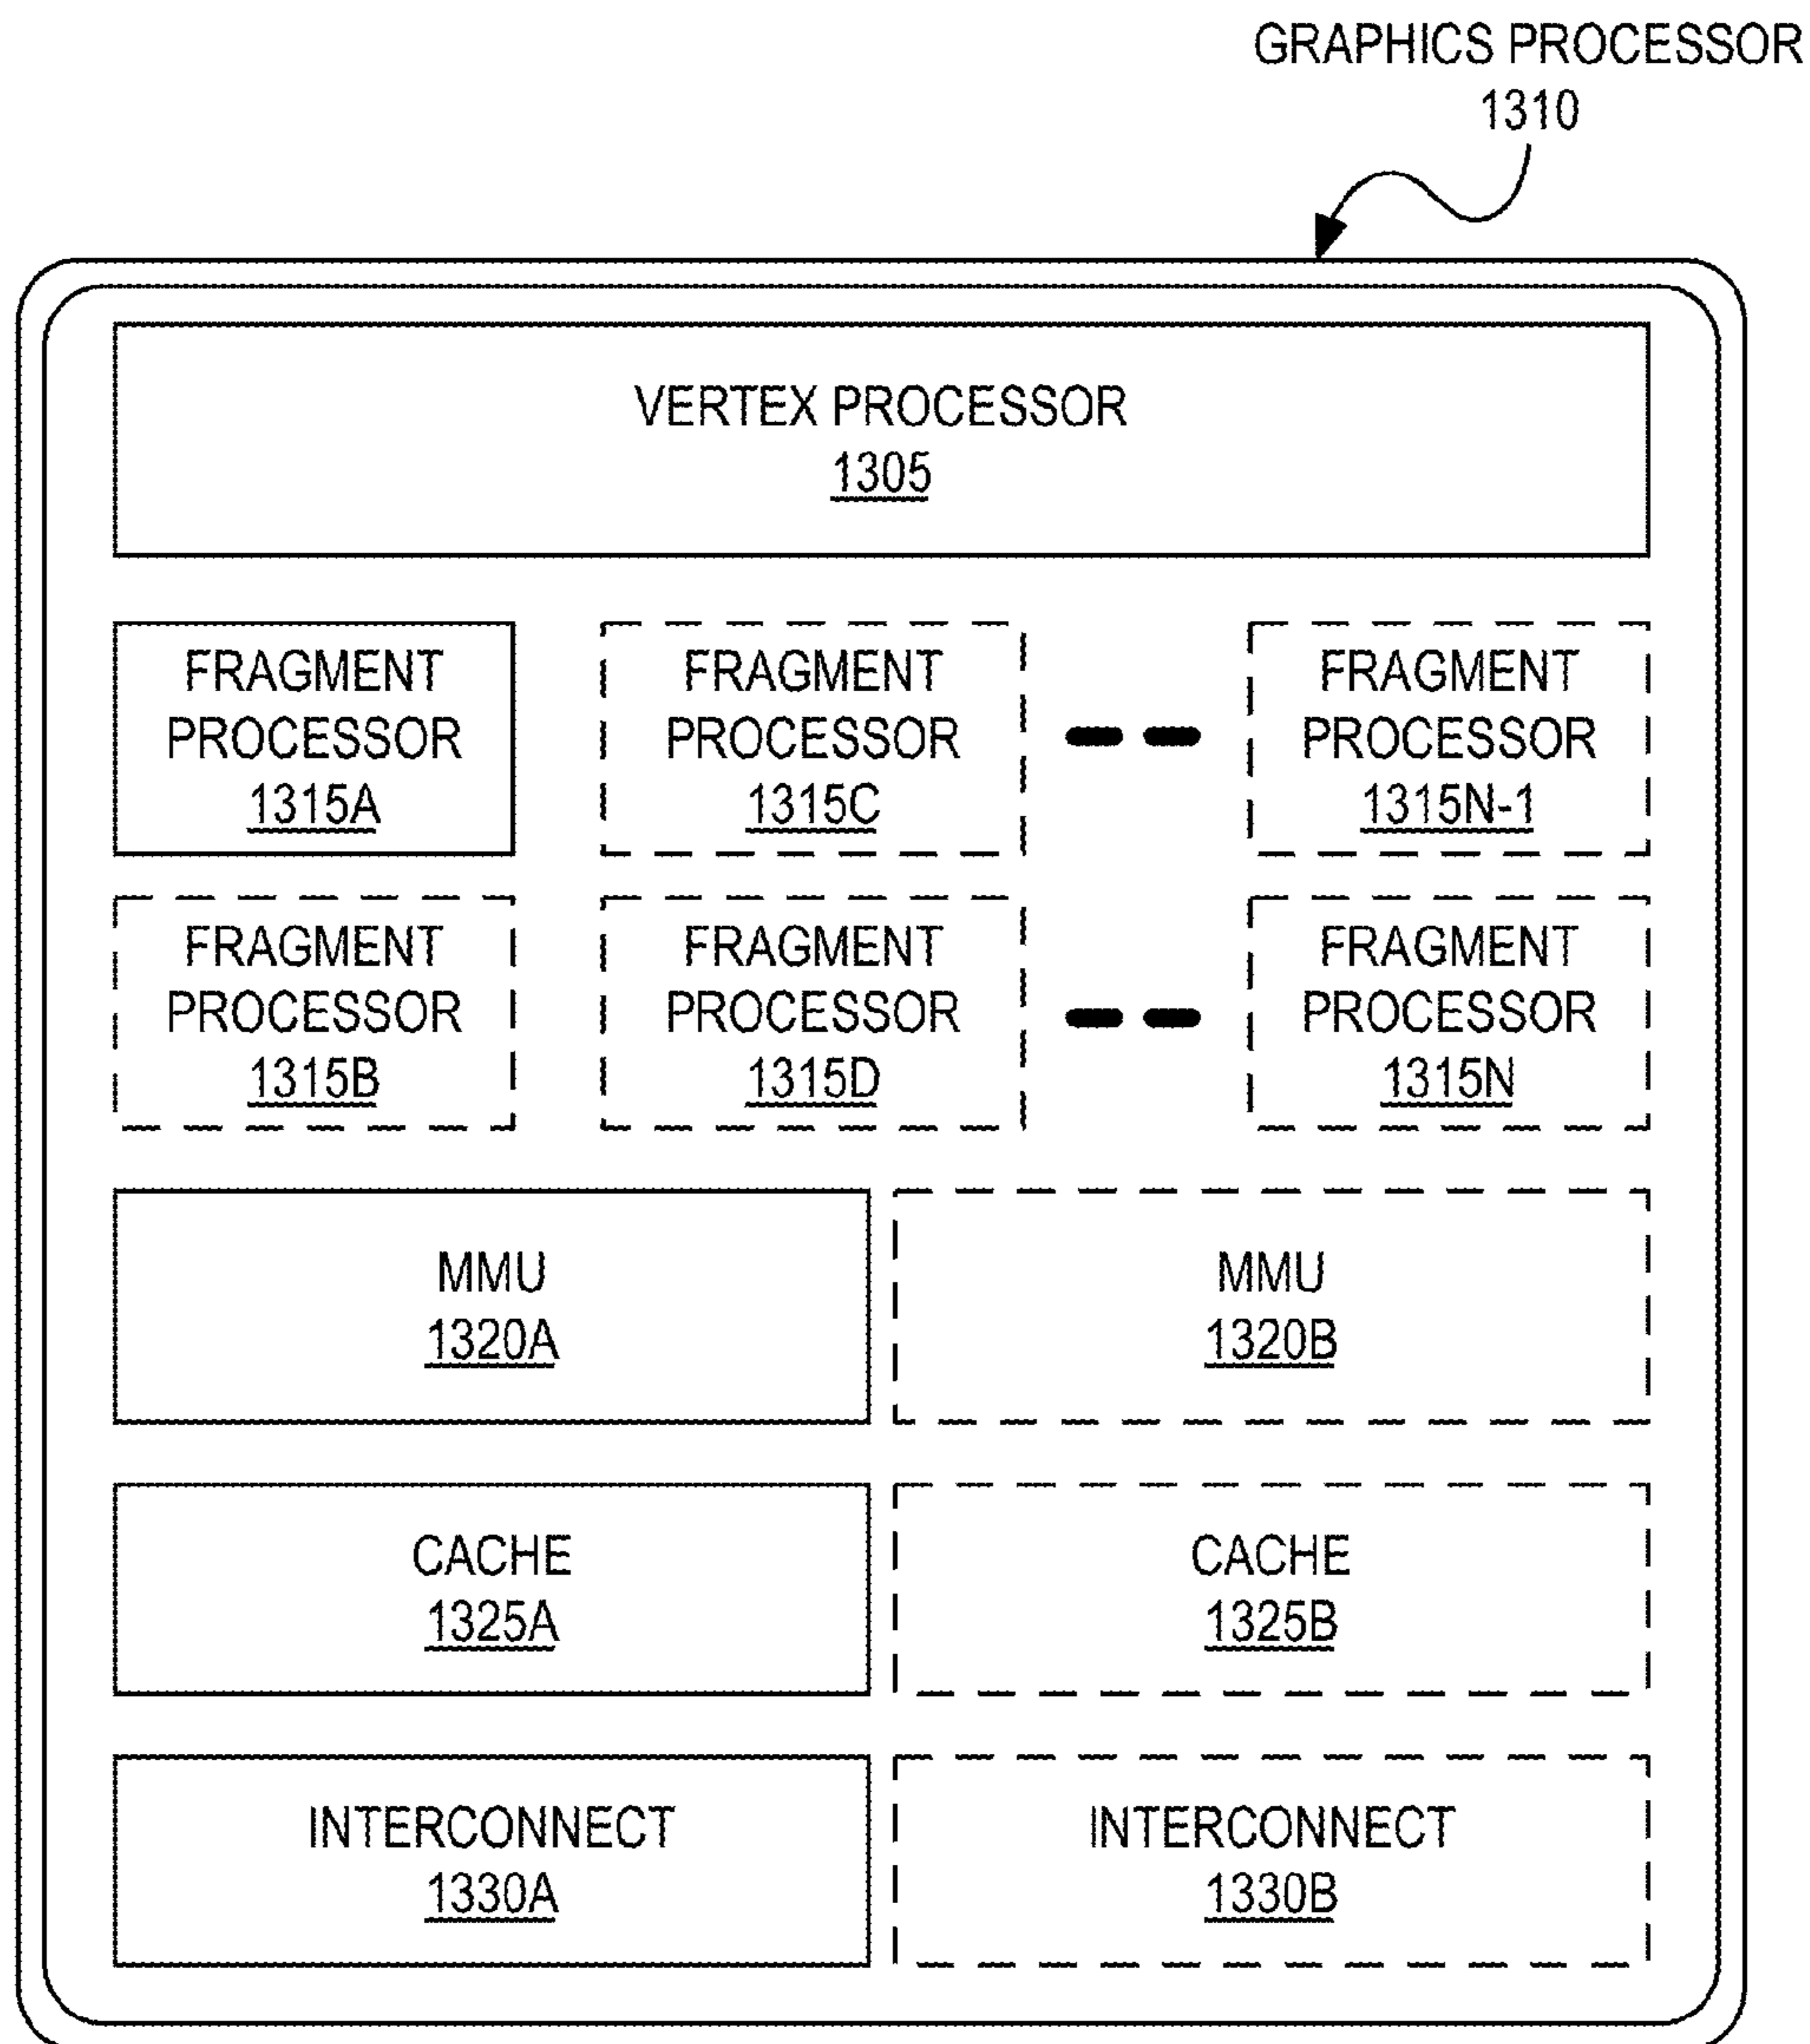 GRAPHICS PROCESSOR
1310
VERTEX PROCESSOR
1305
FRAGMENT
PROCESSOR
1315A
FRAGMENT
PROCESSOR
1315C
FRAGMENT
PROCESSOR
1315N-1
FRAGMENT
PROCESSOR
1315B
FRAGMENT
PROCESSOR
1315D
FRAGMENT
PROCESSOR
1315N
MMU
1320A
MMU
1320B
CACHE
1325A
CACHE
1325B
INTERCONNECT
1330A
INTERCONNECT
1330B